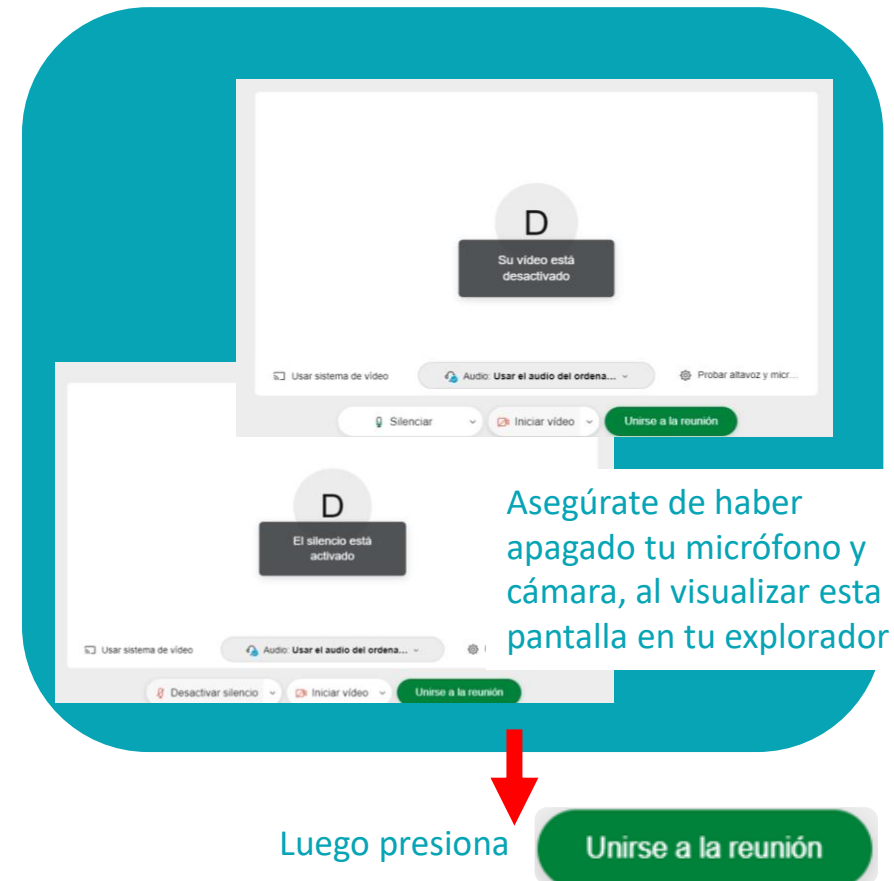 D
Su vídeo está
desactivado
Usar sistema de vídeo
Audio: Usar el audio del ordena...
Probar altavoz y micr...
Silenciar
Iniciar vídeo
Unirse a la reunión
D
El silencio está
activado
Usar sistema de vídeo
Audio: Usar el audio del ordena...
Desactivar silencio
Iniciar vídeo
Unirse a la reunión
Asegúrate de haber
apagado tu micrófono y
cámara, al visualizar esta
pantalla en tu explorador
Luego presiona
Unirse a la reunión